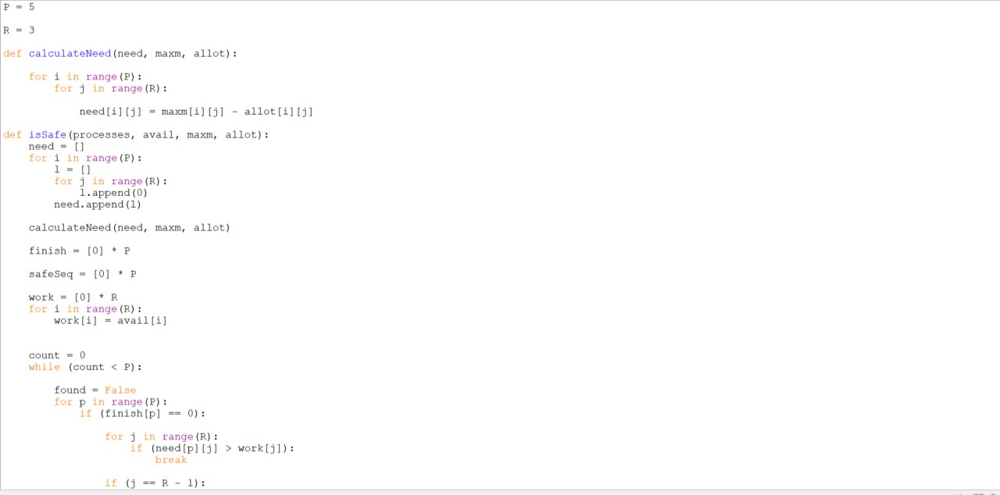 P = 5
R = 3
def calculateNeed(need, maxm, allot):
    for i in range(P):
        for j in range(R):
            need[i][j] = maxm[i][j] - allot[i][j]
def isSafe(processes, avail, maxm, allot):
    need = []
    for i in range(P):
        l = []
        for j in range(R):
            l.append(0)
        need.append(l)
    calculateNeed(need, maxm, allot)
    finish = [0] * P
    safeSeq = [0] * P
    work = [0] * R
    for i in range(R):
        work[i] = avail[i]
    count = 0
    while (count < P):
        found = False
        for p in range(P):
            if (finish[p] == 0):
                for j in range(R):
                    if (need[p][j] > work[j]):
                        break
                if (j == R - 1):